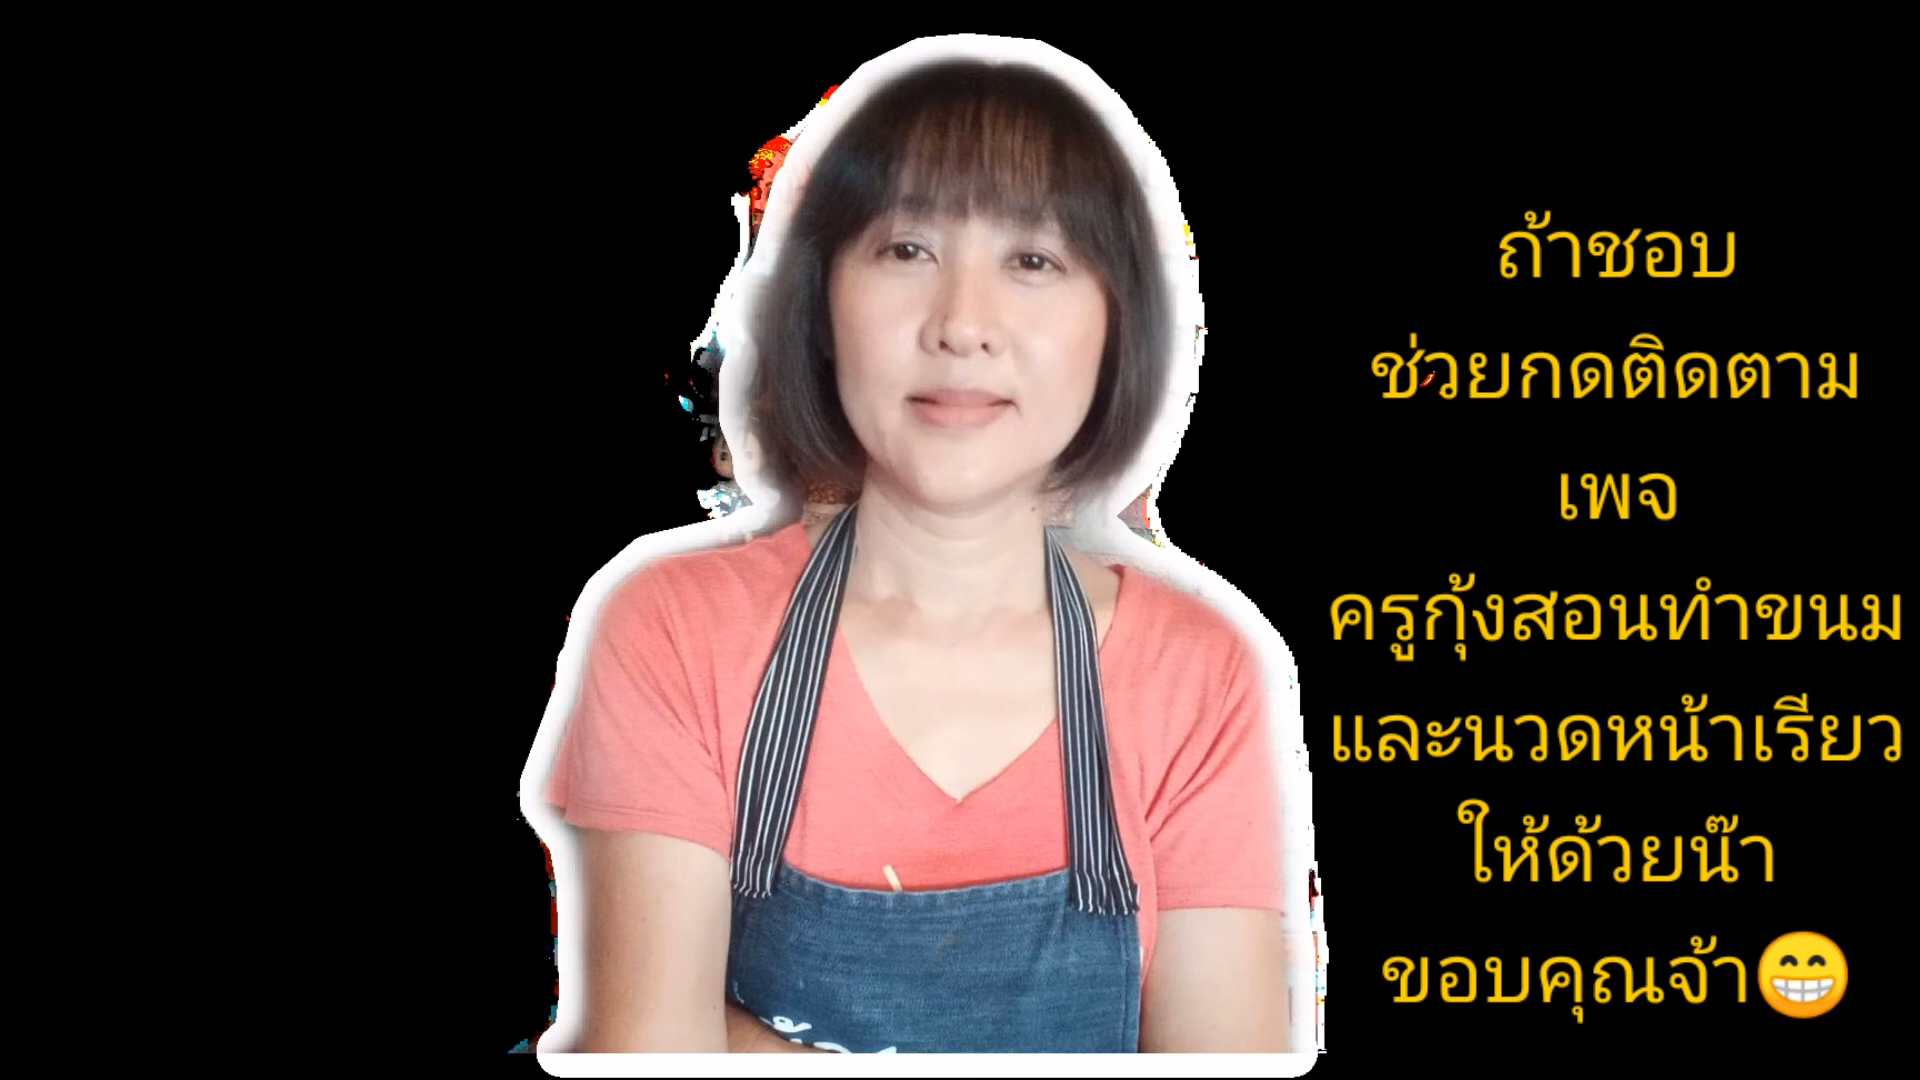 ถ้าชอบ
ช่วยกดติดตาม
เพจ
ครูกุ้งสอนทำขนม
และนวดหน้าเรียว
ให้ด้วยน๊า
ขอบคุณจ้า😁